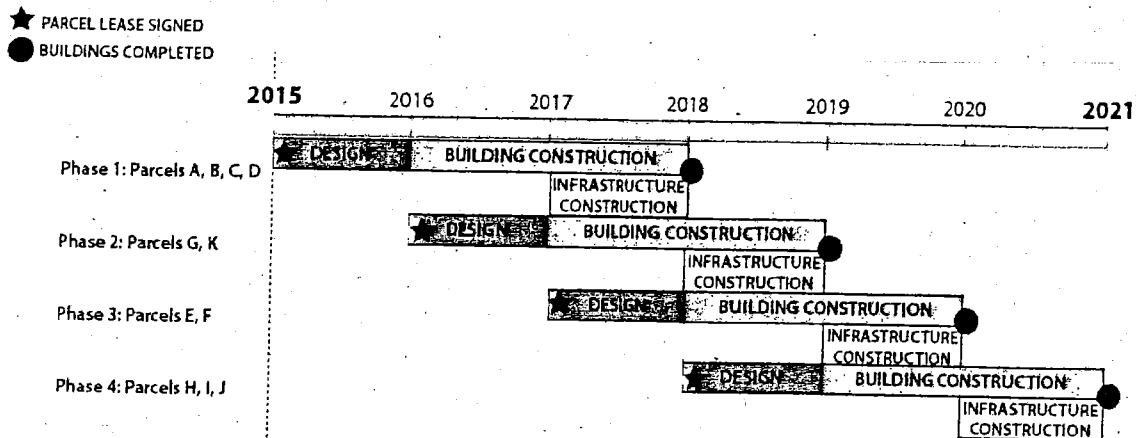 PARCEL LEASE SIGNED
BUILDINGS COMPLETED
2015 2016 2017 2018 2019 2020 2021
Phase 1: Parcels A, B, C, D
DESIGN BUILDING CONSTRUCTION
INFRASTRUCTURE
CONSTRUCTION
Phase 2: Parcels G, K
DESIGN BUILDING CONSTRUCTION
INFRASTRUCTURE
CONSTRUCTION
Phase 3: Parcels E, F
DESIGN BUILDING CONSTRUCTION
INFRASTRUCTURE
CONSTRUCTION
Phase 4: Parcels H, I, J
DESIGN BUILDING CONSTRUCTION
INFRASTRUCTURE
CONSTRUCTION